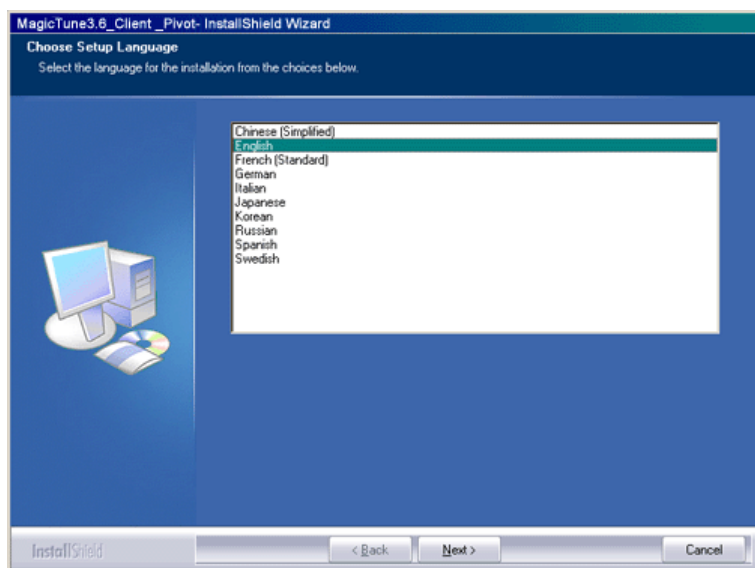 MagicTune3.6_Client _Pivot- InstallShield Wizard
Choose Setup Language
Select the language for the installation from the choices below.
Chinese (Simplified)
English
French (Standard)
German
Italian
Japanese
Korean
Russian
Spanish
Swedish
InstallShield
< Back
Next >
Cancel